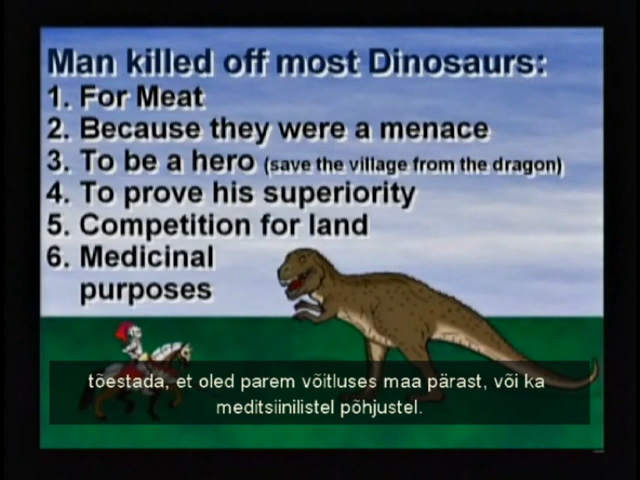 Man killed off most Dinosaurs:
1. For Meat
2. Because they were a menace
3. To be a hero (save the village from the dragon)
4. To prove his superiority
5. Competition for land
6. Medicinal
purposes
tõestada, et oled parem võitluses maa pärast, või ka
meditsiinilistel põhjustel.